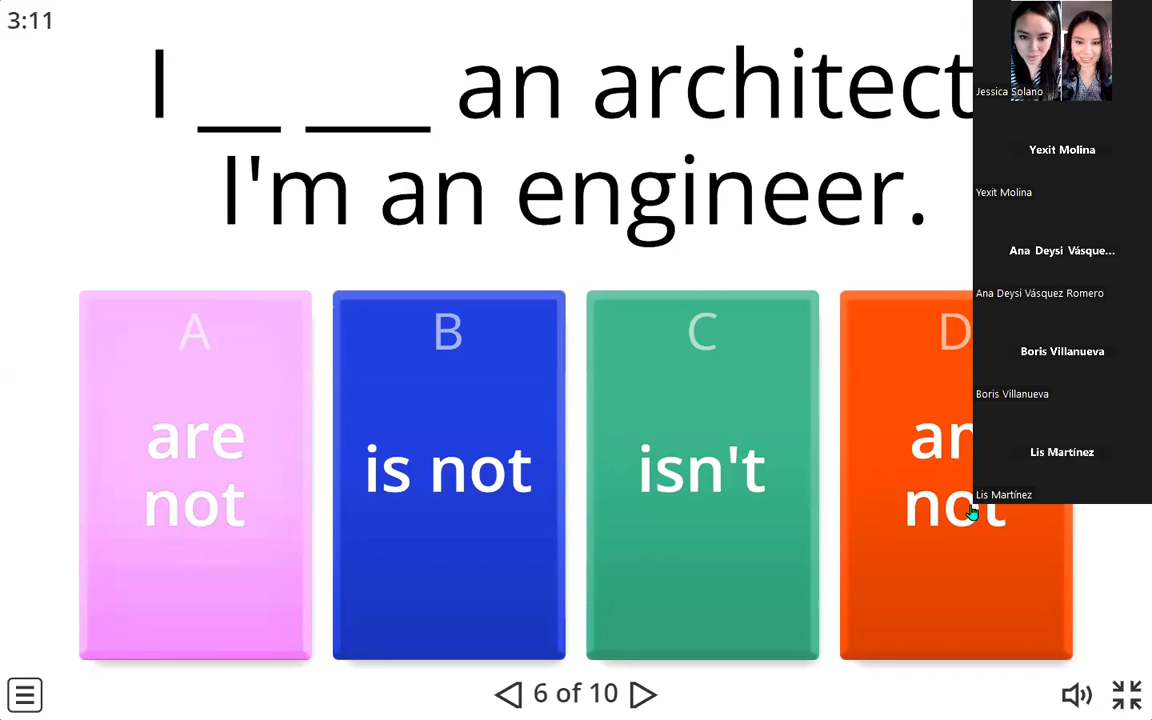 3:11
I __ ___ an architect
I'm an engineer.
A
are
not
B
is not
C
isn't
D
not
6 of 10
Jessica Solano
Yexit Molina
Yexit Molina
Ana Deysi Vásque...
Ana Deysi Vásquez Romero
Boris Villanueva
Boris Villanueva
Lis Martínez
Lis Martínez